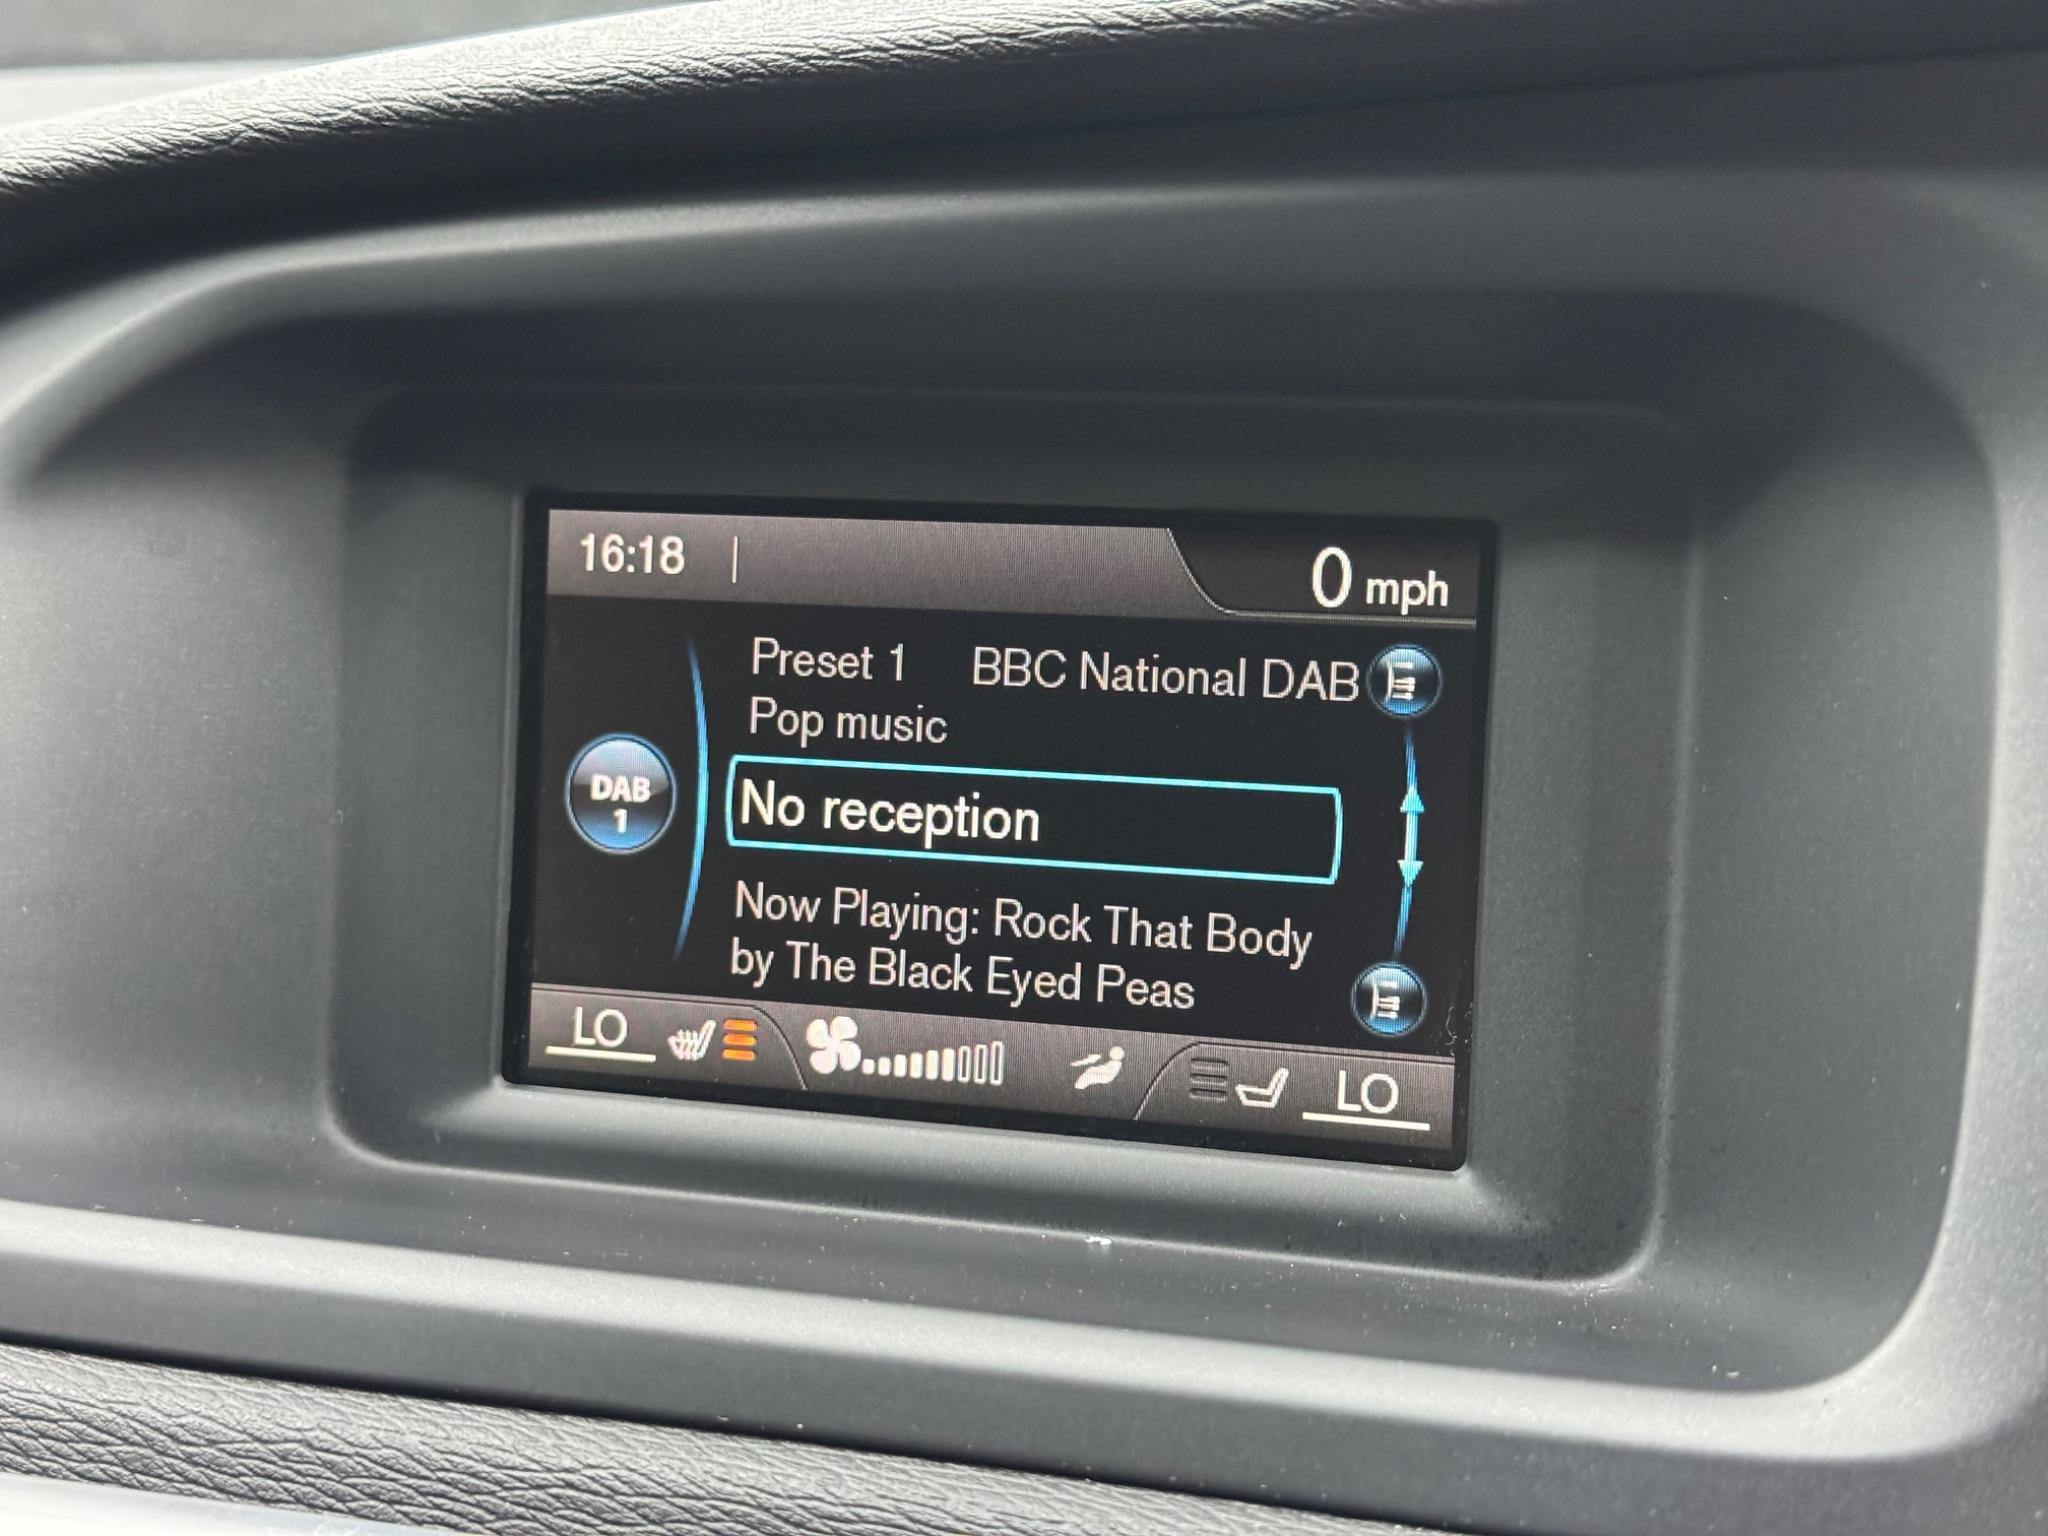 16:18
0 mph
Preset 1 BBC National DAB
Pop music
DAB
1
No reception
Now Playing: Rock That Body
by The Black Eyed Peas
LO
LO